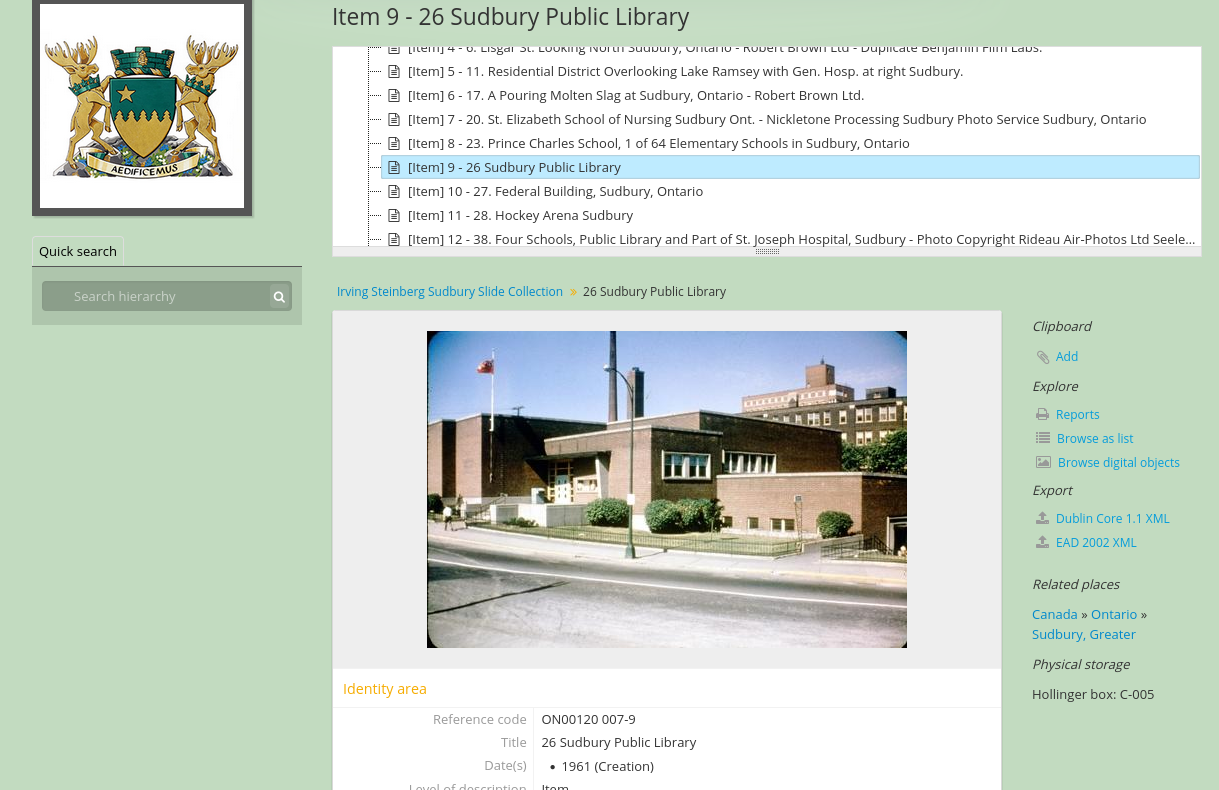 Item 9 - 26 Sudbury Public Library
[Item] 4 - 6. Lisgar St. Looking North Sudbury, Ontario - Robert Brown Ltd - Duplicate Benjamin Film Labs.
[Item] 5 - 11. Residential District Overlooking Lake Ramsey with Gen. Hosp. at right Sudbury.
[Item] 6 - 17. A Pouring Molten Slag at Sudbury, Ontario - Robert Brown Ltd.
[Item] 7 - 20. St. Elizabeth School of Nursing Sudbury Ont. - Nickletone Processing Sudbury Photo Service Sudbury, Ontario
[Item] 8 - 23. Prince Charles School, 1 of 64 Elementary Schools in Sudbury, Ontario
[Item] 9 - 26 Sudbury Public Library
[Item] 10 - 27. Federal Building, Sudbury, Ontario
[Item] 11 - 28. Hockey Arena Sudbury
[Item] 12 - 38. Four Schools, Public Library and Part of St. Joseph Hospital, Sudbury - Photo Copyright Rideau Air-Photos Ltd Seele...
AEDIFICEMUS
Quick search
Search hierarchy
Irving Steinberg Sudbury Slide Collection » 26 Sudbury Public Library
Clipboard
Add
Explore
Reports
Browse as list
Browse digital objects
Export
Dublin Core 1.1 XML
EAD 2002 XML
Related places
Canada » Ontario »
Sudbury, Greater
Physical storage
Hollinger box: C-005
Identity area
Reference code ON00120 007-9
Title 26 Sudbury Public Library
Date(s) • 1961 (Creation)
Level of description Item